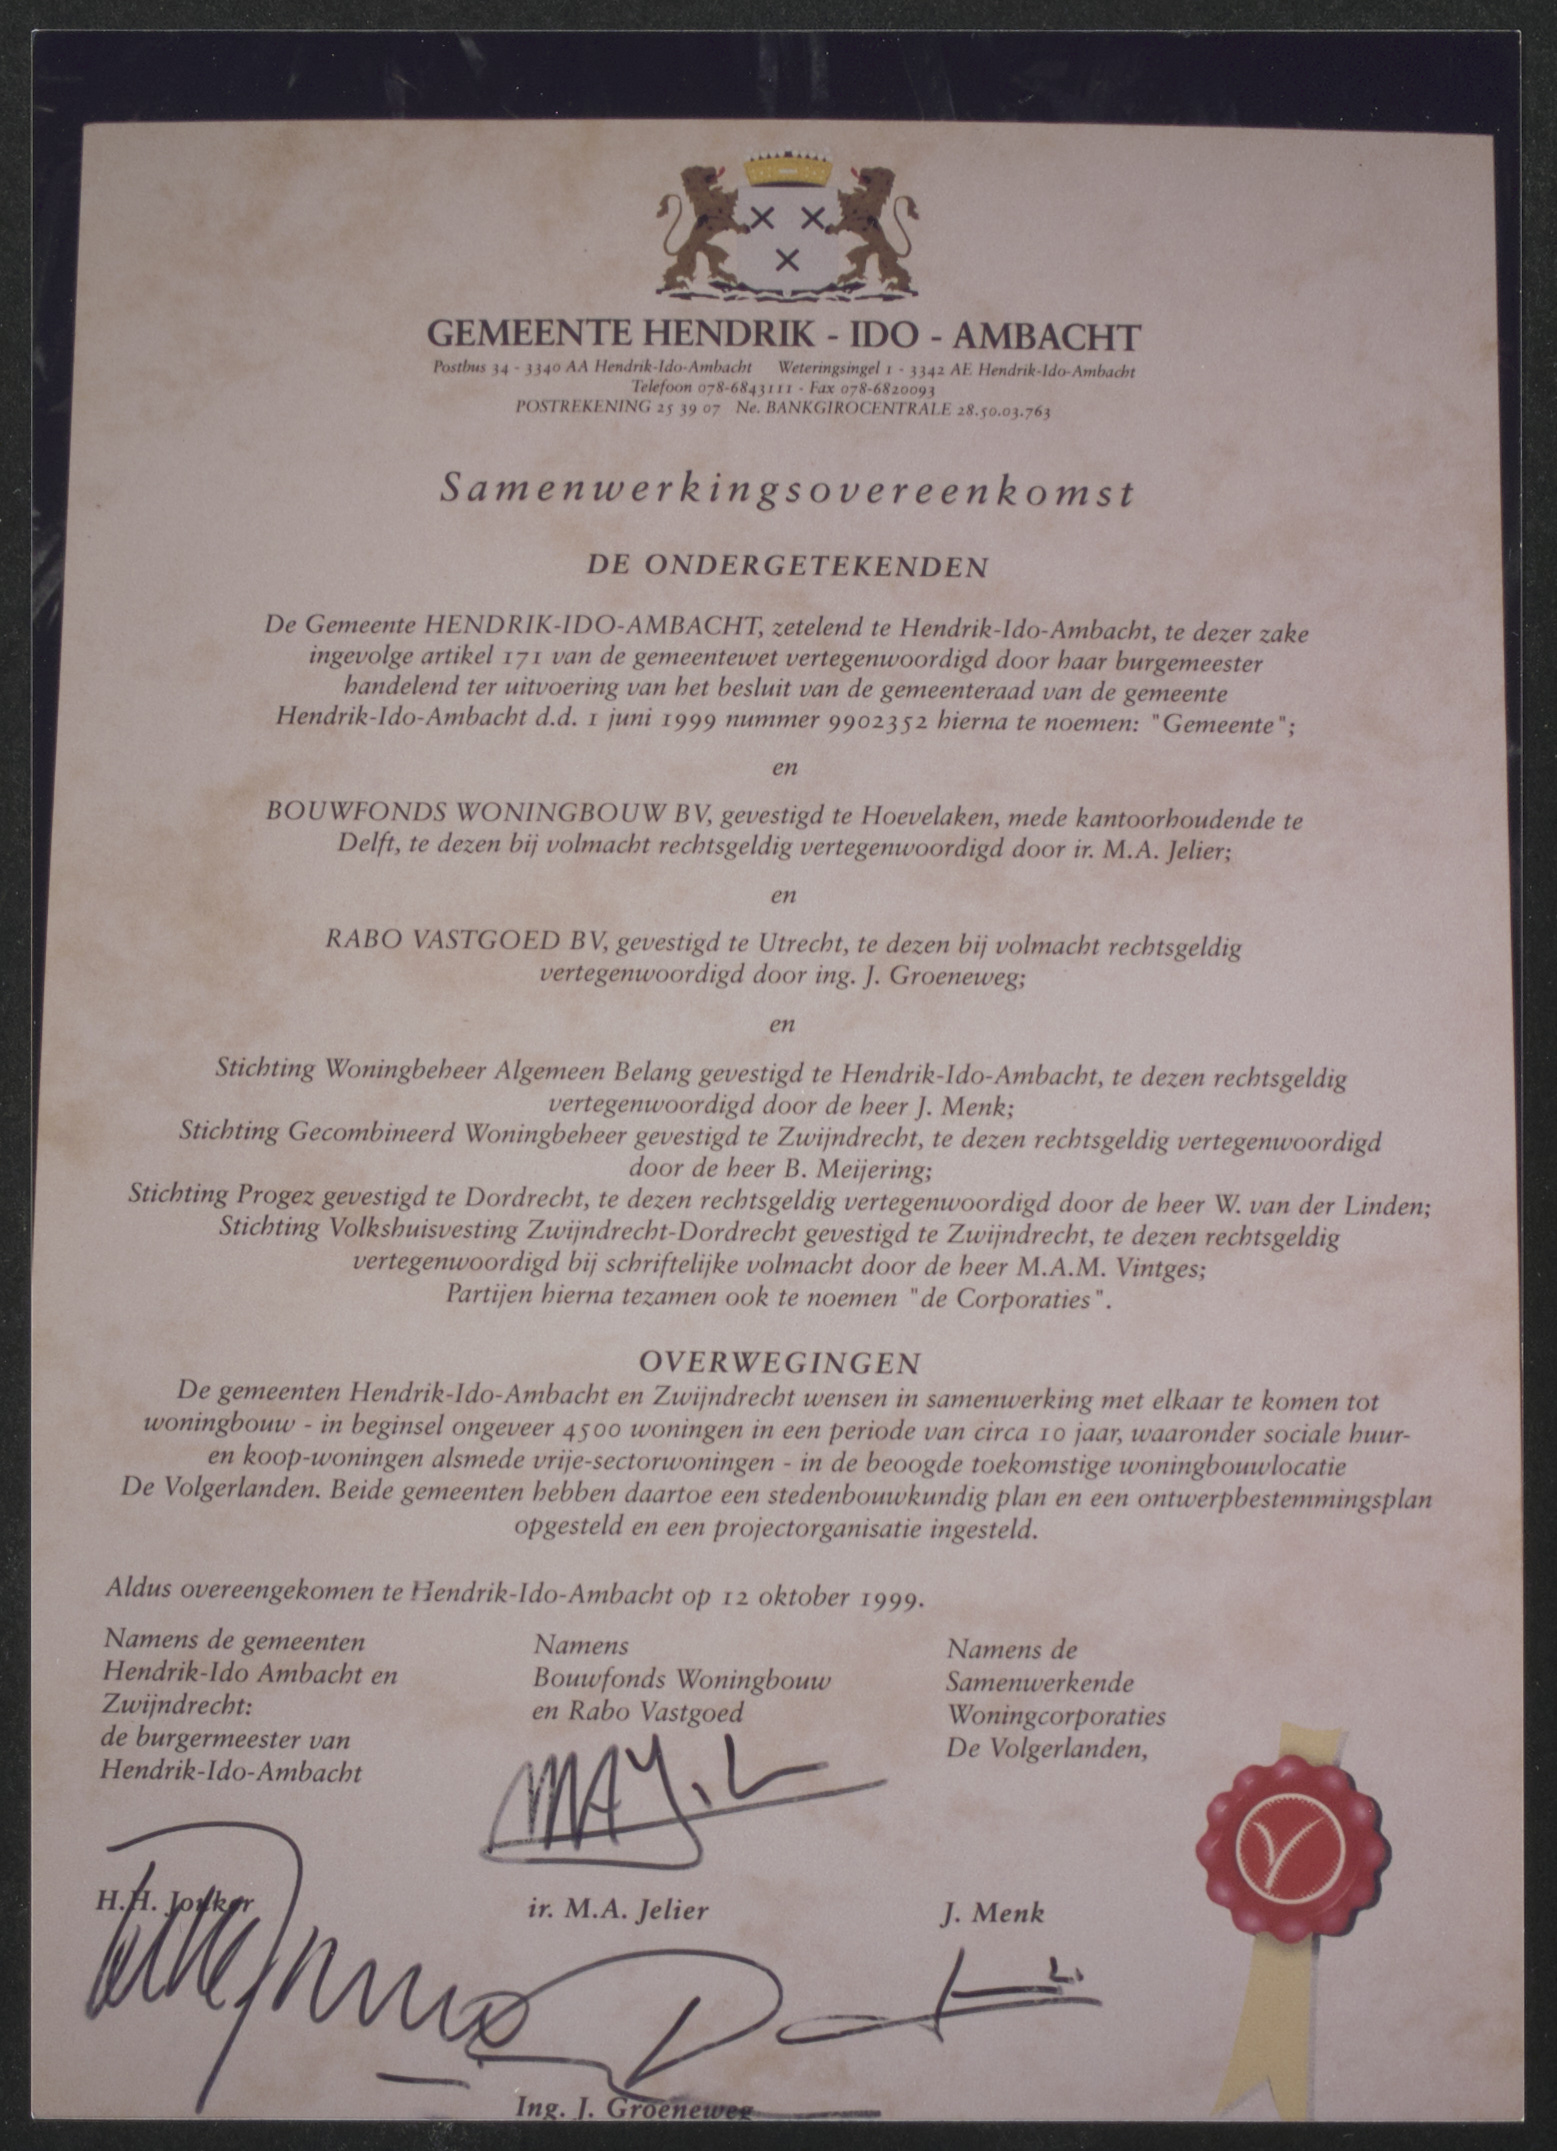 GEMEENTE HENDRIK - IDO - AMBACHT
Postbus 34 - 3340 AA Hendrik-Ido-Ambacht Weteringsingel 1 - 3342 AE Hendrik-Ido-Ambacht
Telefoon 078-6843111 - Fax 078-6820093
POSTREKENING 25 39 07 Ne. BANKGIROCENTRALE 28.50.03.763
Samenwerkingsovereenkomst
DE ONDERGETEKENDEN
De Gemeente HENDRIK-IDO-AMBACHT, zetelend te Hendrik-Ido-Ambacht, te dezer zake
ingevolge artikel 171 van de gemeentewet vertegenwoordigd door haar burgemeester
handelend ter uitvoering van het besluit van de gemeenteraad van de gemeente
Hendrik-Ido-Ambacht d.d. 1 juni 1999 nummer 9902352 hierna te noemen: "Gemeente";
en
BOUWFONDS WONINGBOUW BV, gevestigd te Hoevelaken, mede kantoorhoudende te
Delft, te dezen bij volmacht rechtsgeldig vertegenwoordigd door ir. M.A. Jelier;
en
RABO VASTGOED BV, gevestigd te Utrecht, te dezen bij volmacht rechtsgeldig
vertegenwoordigd door ing. J. Groeneweg;
en
Stichting Woningbeheer Algemeen Belang gevestigd te Hendrik-Ido-Ambacht, te dezen rechtsgeldig
vertegenwoordigd door de heer J. Menk;
Stichting Gecombineerd Woningbeheer gevestigd te Zwijndrecht, te dezen rechtsgeldig vertegenwoordigd
door de heer B. Meijering;
Stichting Progez gevestigd te Dordrecht, te dezen rechtsgeldig vertegenwoordigd door de heer W. van der Linden;
Stichting Volkshuisvesting Zwijndrecht-Dordrecht gevestigd te Zwijndrecht, te dezen rechtsgeldig
vertegenwoordigd bij schriftelijke volmacht door de heer M.A.M. Vintges;
Partijen hierna tezamen ook te noemen "de Corporaties".
OVERWEGINGEN
De gemeenten Hendrik-Ido-Ambacht en Zwijndrecht wensen in samenwerking met elkaar te komen tot
woningbouw - in beginsel ongeveer 4500 woningen in een periode van circa 10 jaar, waaronder sociale huur-
en koop-woningen alsmede vrije-sectorwoningen - in de beoogde toekomstige woningbouwlocatie
De Volgerlanden. Beide gemeenten hebben daartoe een stedenbouwkundig plan en een ontwerpbestemmingsplan
opgesteld en een projectorganisatie ingesteld.
Aldus overeengekomen te Hendrik-Ido-Ambacht op 12 oktober 1999.
Namens de gemeenten
Hendrik-Ido Ambacht en
Zwijndrecht:
de burgermeester van
Hendrik-Ido-Ambacht
H.H. Jonker
Namens
Bouwfonds Woningbouw
en Rabo Vastgoed
ir. M.A. Jelier
Ing. J. Groeneweg
Namens de
Samenwerkende
Woningcorporaties
De Volgerlanden,
J. Menk